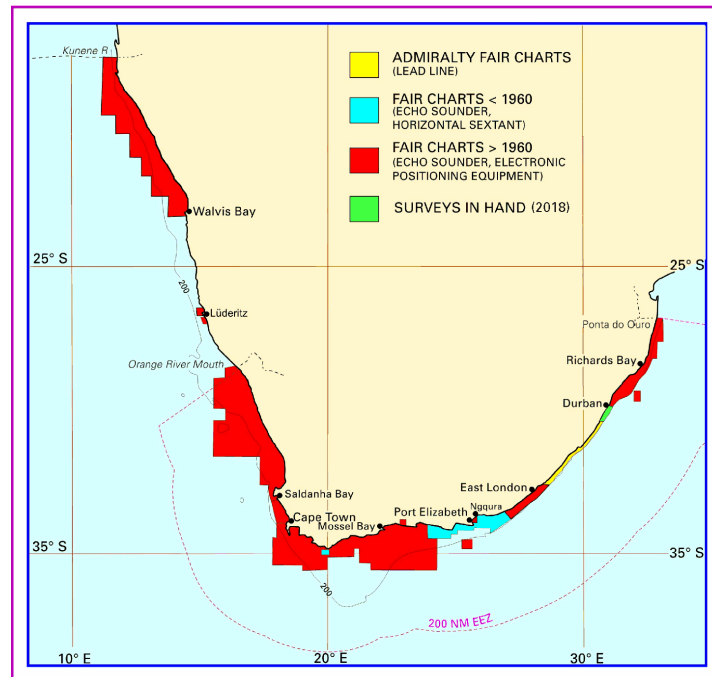 Kunene R
ADMIRALTY FAIR CHARTS
(LEAD LINE)
FAIR CHARTS < 1960
(ECHO SOUNDER,
HORIZONTAL SEXTANT)
FAIR CHARTS > 1960
(ECHO SOUNDER, ELECTRONIC
POSITIONING EQUIPMENT)
SURVEYS IN HAND (2018)
Walvis Bay
25° S
25° S
200
Lüderitz
Ponta do Ouro
Orange River Mouth
Richards Bay
Durban
East London
Saldanha Bay
Ngqura
Port Elizabeth
Cape Town
Mossel Bay
35° S
35° S
200
200 NM EEZ
10° E
20° E
30° E